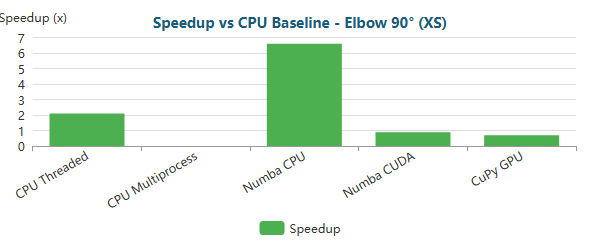 Speedup (x)
Speedup vs CPU Baseline - Elbow 90° (XS)
7
6
5
4
3
2
1
0
CPU Threaded
CPU Multiprocess
Numba CPU
Numba CUDA
CuPy GPU
Speedup